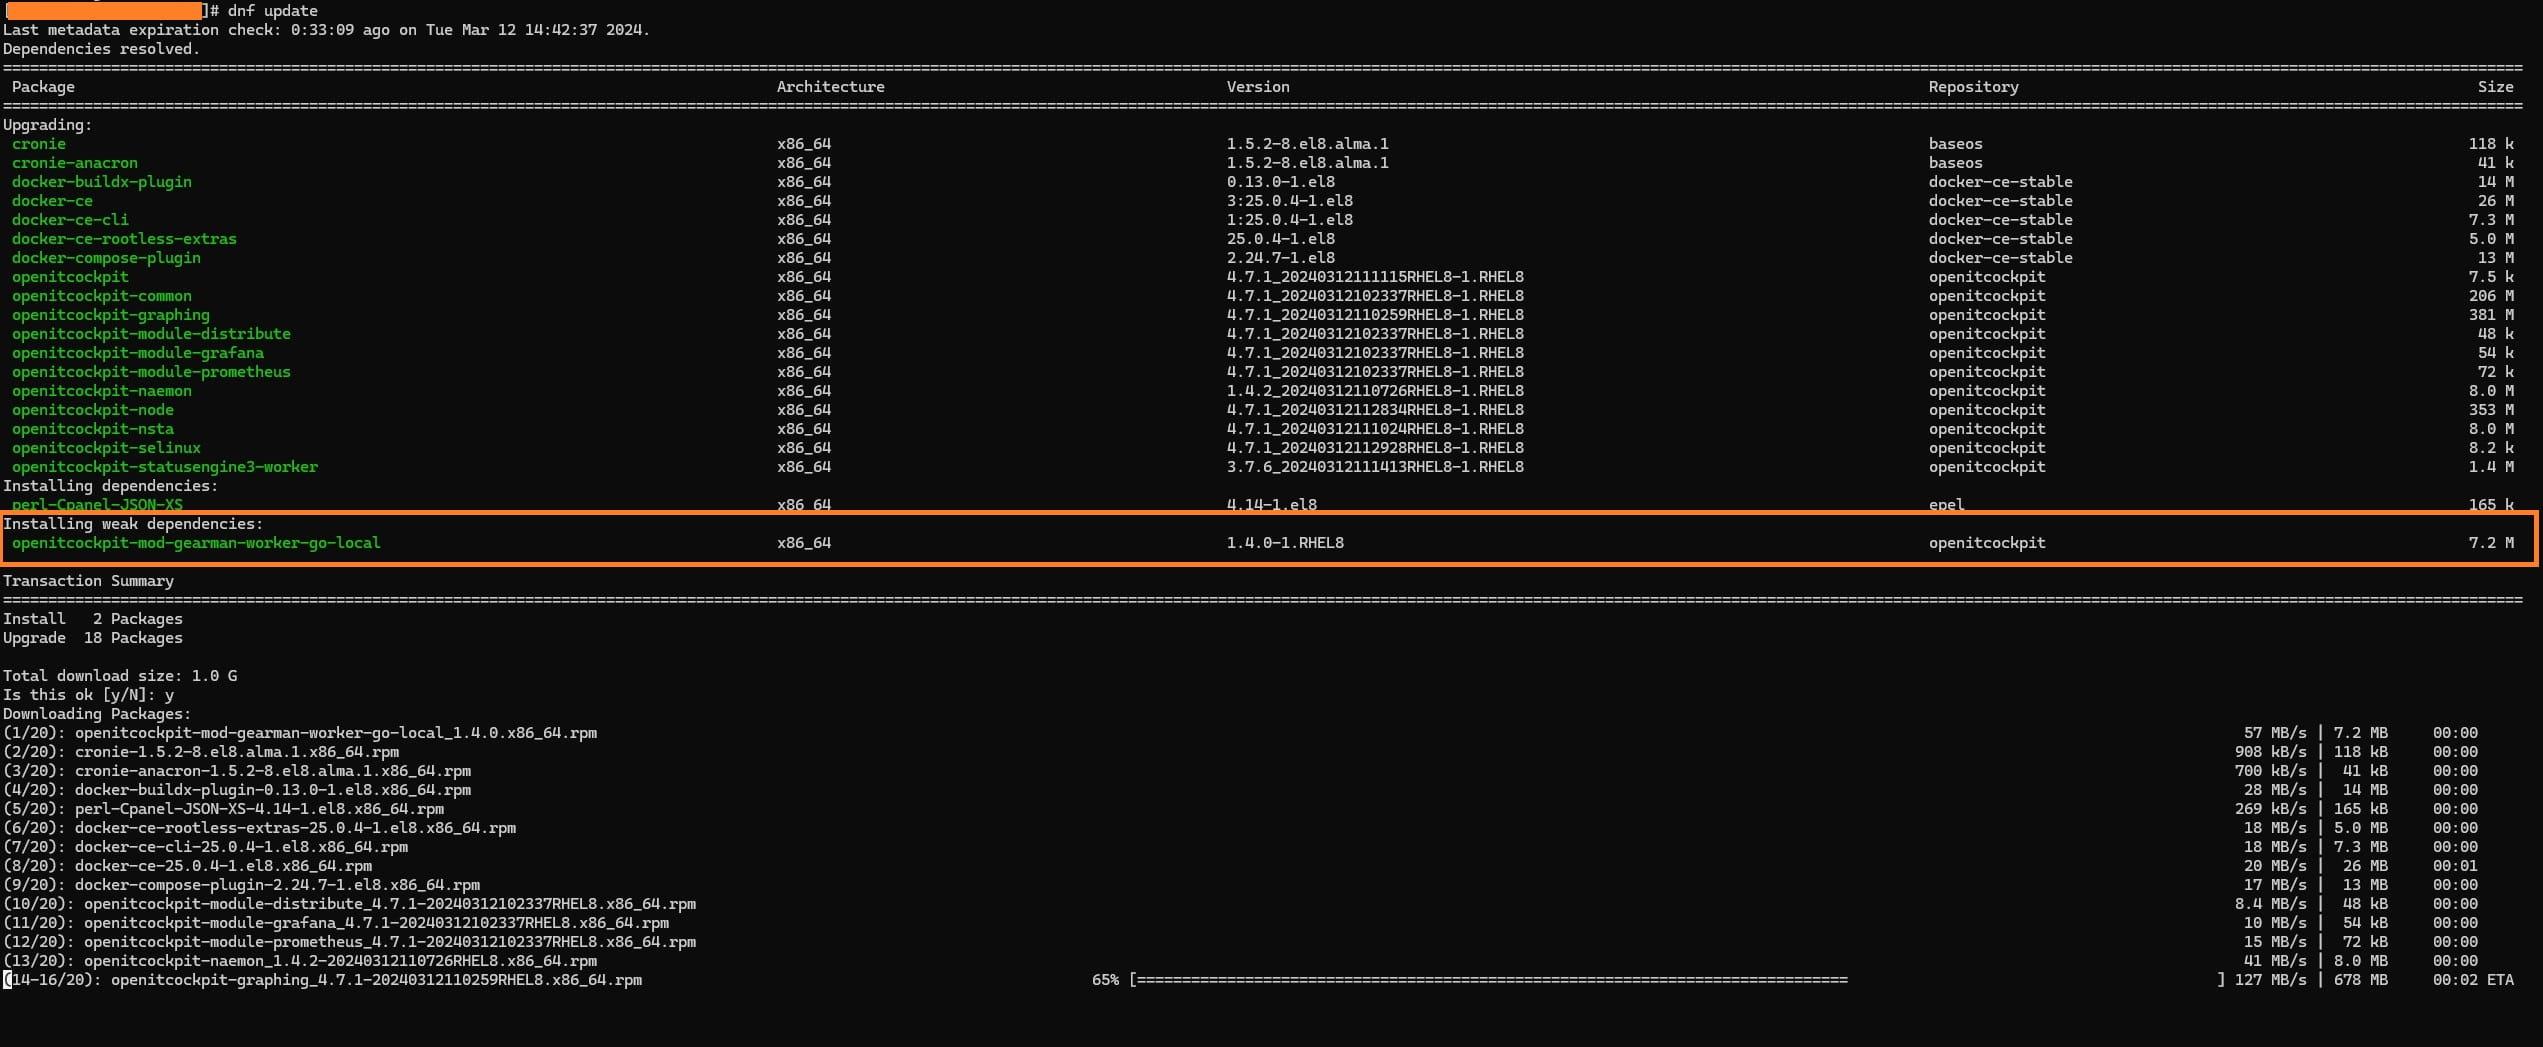 [ ]# dnf update
Last metadata expiration check: 0:33:09 ago on Tue Mar 12 14:42:37 2024.
Dependencies resolved.
Package Architecture Version Repository Size
Upgrading:
cronie x86_64 1.5.2-8.el8.alma.1 baseos 118 k
cronie-anacron x86_64 1.5.2-8.el8.alma.1 baseos 41 k
docker-buildx-plugin x86_64 0.13.0-1.el8 docker-ce-stable 14 M
docker-ce x86_64 3:25.0.4-1.el8 docker-ce-stable 26 M
docker-ce-cli x86_64 1:25.0.4-1.el8 docker-ce-stable 7.3 M
docker-ce-rootless-extras x86_64 25.0.4-1.el8 docker-ce-stable 5.0 M
docker-compose-plugin x86_64 2.24.7-1.el8 docker-ce-stable 13 M
openitcockpit x86_64 4.7.1_20240312111115RHEL8-1.RHEL8 openitcockpit 7.5 k
openitcockpit-common x86_64 4.7.1_20240312102337RHEL8-1.RHEL8 openitcockpit 206 M
openitcockpit-graphing x86_64 4.7.1_20240312110259RHEL8-1.RHEL8 openitcockpit 381 M
openitcockpit-module-distribute x86_64 4.7.1_20240312102337RHEL8-1.RHEL8 openitcockpit 48 k
openitcockpit-module-grafana x86_64 4.7.1_20240312102337RHEL8-1.RHEL8 openitcockpit 54 k
openitcockpit-module-prometheus x86_64 4.7.1_20240312102337RHEL8-1.RHEL8 openitcockpit 72 k
openitcockpit-naemon x86_64 1.4.2_20240312110726RHEL8-1.RHEL8 openitcockpit 8.0 M
openitcockpit-node x86_64 4.7.1_20240312112834RHEL8-1.RHEL8 openitcockpit 353 M
openitcockpit-nsta x86_64 4.7.1_20240312111024RHEL8-1.RHEL8 openitcockpit 8.0 M
openitcockpit-selinux x86_64 4.7.1_20240312112928RHEL8-1.RHEL8 openitcockpit 8.2 k
openitcockpit-statusengine3-worker x86_64 3.7.6_20240312111413RHEL8-1.RHEL8 openitcockpit 1.4 M
Installing dependencies:
perl-Cpanel-JSON-XS x86_64 4.14-1.el8 epel 165 k
Installing weak dependencies:
openitcockpit-mod-gearman-worker-go-local x86_64 1.4.0-1.RHEL8 openitcockpit 7.2 M
Transaction Summary
Install 2 Packages
Upgrade 18 Packages
Total download size: 1.0 G
Is this ok [y/N]: y
Downloading Packages:
(1/20): openitcockpit-mod-gearman-worker-go-local_1.4.0.x86_64.rpm 57 MB/s | 7.2 MB 00:00
(2/20): cronie-1.5.2-8.el8.alma.1.x86_64.rpm 908 kB/s | 118 kB 00:00
(3/20): cronie-anacron-1.5.2-8.el8.alma.1.x86_64.rpm 700 kB/s | 41 kB 00:00
(4/20): docker-buildx-plugin-0.13.0-1.el8.x86_64.rpm 28 MB/s | 14 MB 00:00
(5/20): perl-Cpanel-JSON-XS-4.14-1.el8.x86_64.rpm 269 kB/s | 165 kB 00:00
(6/20): docker-ce-rootless-extras-25.0.4-1.el8.x86_64.rpm 18 MB/s | 5.0 MB 00:00
(7/20): docker-ce-cli-25.0.4-1.el8.x86_64.rpm 18 MB/s | 7.3 MB 00:00
(8/20): docker-ce-25.0.4-1.el8.x86_64.rpm 20 MB/s | 26 MB 00:01
(9/20): docker-compose-plugin-2.24.7-1.el8.x86_64.rpm 17 MB/s | 13 MB 00:00
(10/20): openitcockpit-module-distribute_4.7.1-20240312102337RHEL8.x86_64.rpm 8.4 MB/s | 48 kB 00:00
(11/20): openitcockpit-module-grafana_4.7.1-20240312102337RHEL8.x86_64.rpm 10 MB/s | 54 kB 00:00
(12/20): openitcockpit-module-prometheus_4.7.1-20240312102337RHEL8.x86_64.rpm 15 MB/s | 72 kB 00:00
(13/20): openitcockpit-naemon_1.4.2-20240312110726RHEL8.x86_64.rpm 41 MB/s | 8.0 MB 00:00
(14-16/20): openitcockpit-graphing_4.7.1-20240312110259RHEL8.x86_64.rpm 65% [=============================================================================== ] 127 MB/s | 678 MB 00:02 ETA